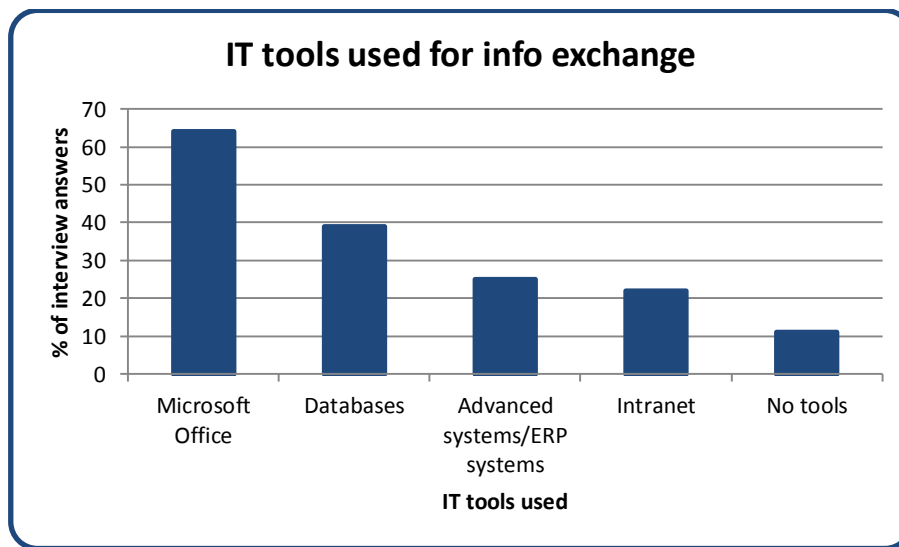 IT tools used for info exchange
% of interview answers
70
60
50
40
30
20
10
0
Microsoft
Office
Databases
Advanced
systems/ERP
systems
Intranet
No tools
IT tools used